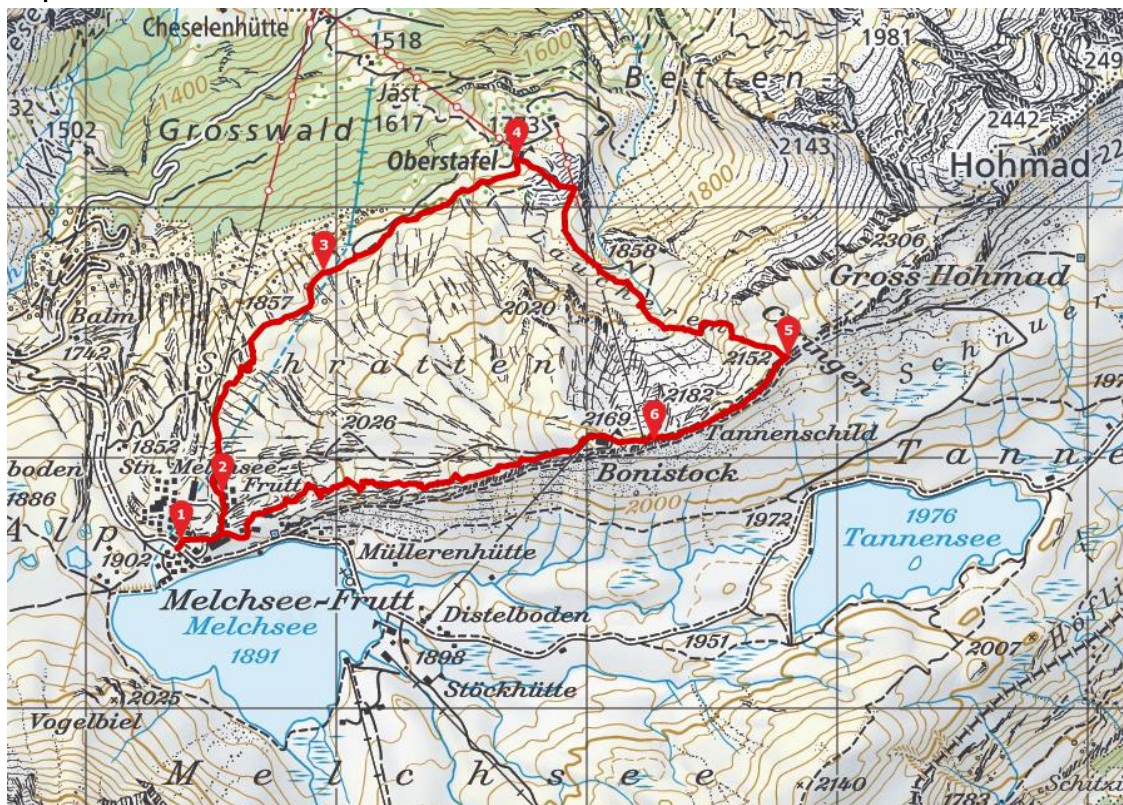 Cheselenhütte
1518
1600
1981
249
Betten-
1400
Jäst
1617
2442
32
1502
Grosswald
4
Oberstafel
2143
Hohmad
1800
3
1858
2306
1857
Gross Hohmad
Balm
2020
5
1742
Schratten
2152
Schnuer
2182
2026
2169
6
Tannenschild
1852
2
Stn. Melchsee-
Frutt
boden
Bonistock
Tanne
1886
2000
1
1972
1976
Tannensee
Alp
1902
Müllerenhütte
Melchsee-Frutt
Melchsee
1891
Distelboden
1951
2007
1898
Stöckhütte
2025
Vogelbiel
Melchsee
2140
1782